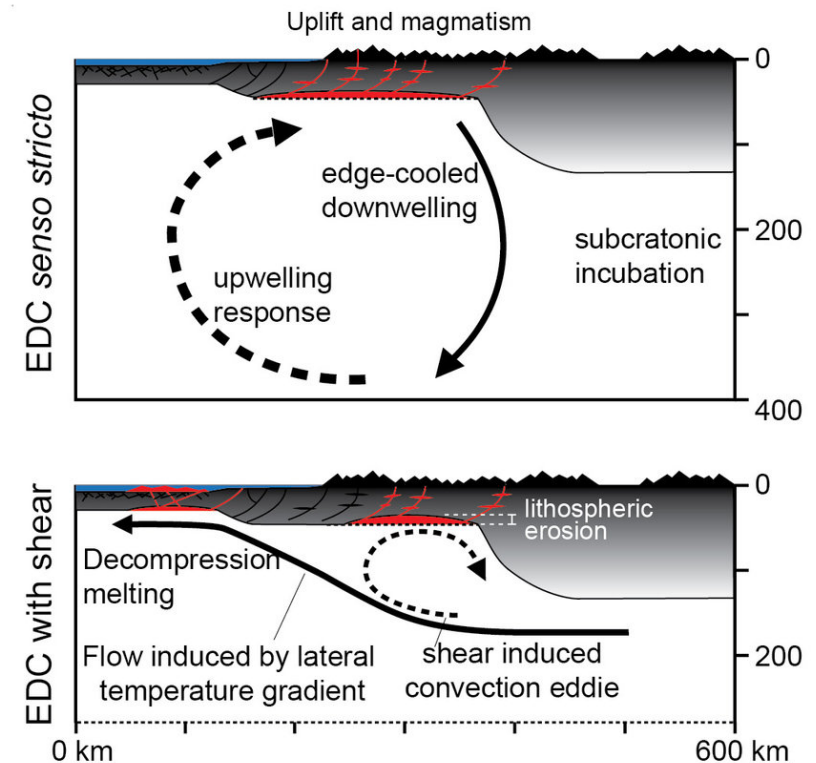 Uplift and magmatism
EDC senso stricto
edge-cooled
downwelling
upwelling
response
subcratonic
incubation
0
200
400
EDC with shear
lithospheric
erosion
Decompression
melting
Flow induced by lateral
temperature gradient
shear induced
convection eddie
0
200
0 km
600 km